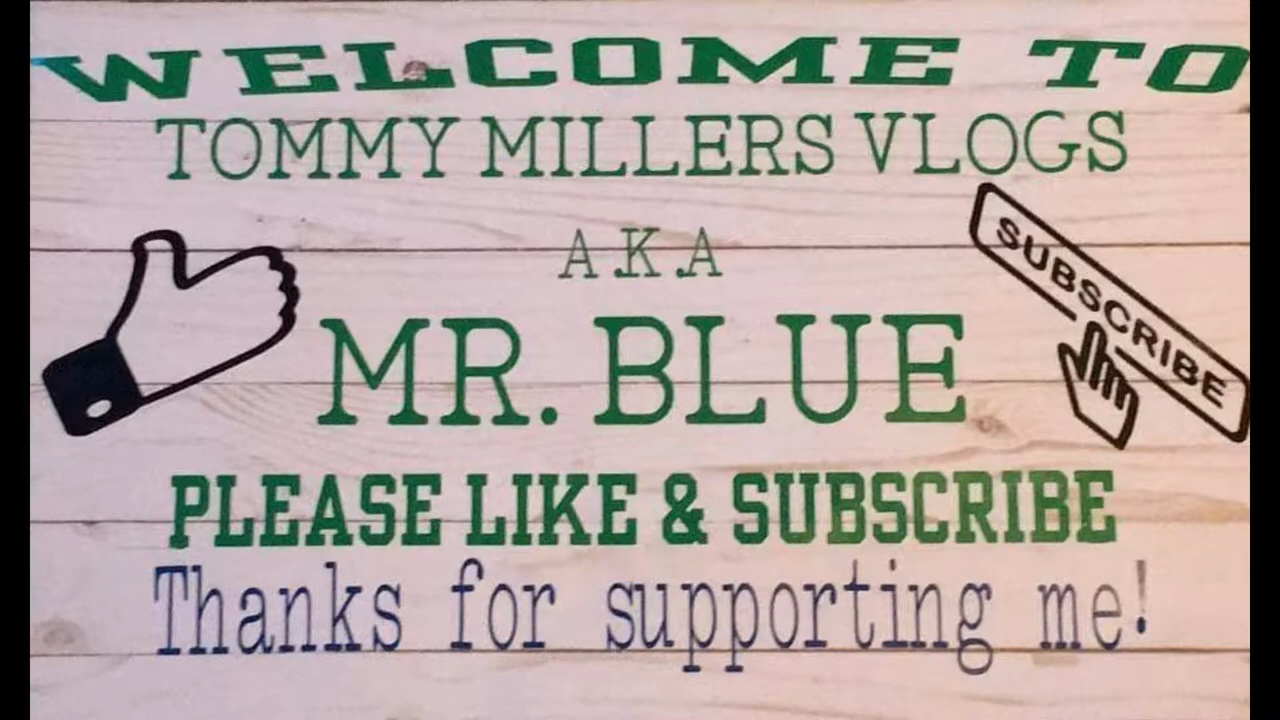 WELCOME TO
TOMMY MILLERS VLOGS
A.K.A
SUBSCRIBE
MR. BLUE
PLEASE LIKE & SUBSCRIBE
Thanks for supporting me!